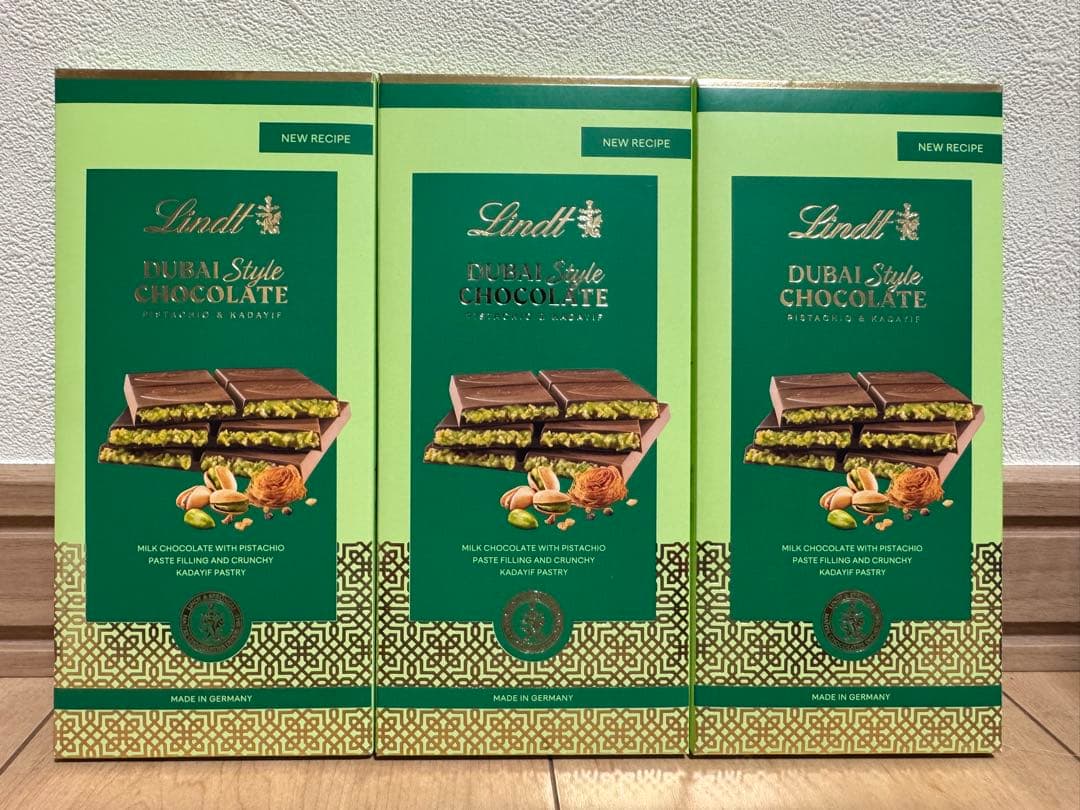 NEW RECIPE
Lindt
DUBAI Style
CHOCOLATE
PISTACHIO & KADAYIF
MILK CHOCOLATE WITH PISTACHIO
PASTE FILLING AND CRUNCHY
KADAYIF PASTRY
MADE IN GERMANY
NEW RECIPE
Lindt
DUBAI Style
CHOCOLATE
PISTACHIO & KADAYIF
MILK CHOCOLATE WITH PISTACHIO
PASTE FILLING AND CRUNCHY
KADAYIF PASTRY
MADE IN GERMANY
NEW RECIPE
Lindt
DUBAI Style
CHOCOLATE
PISTACHIO & KADAYIF
MILK CHOCOLATE WITH PISTACHIO
PASTE FILLING AND CRUNCHY
KADAYIF PASTRY
MADE IN GERMANY